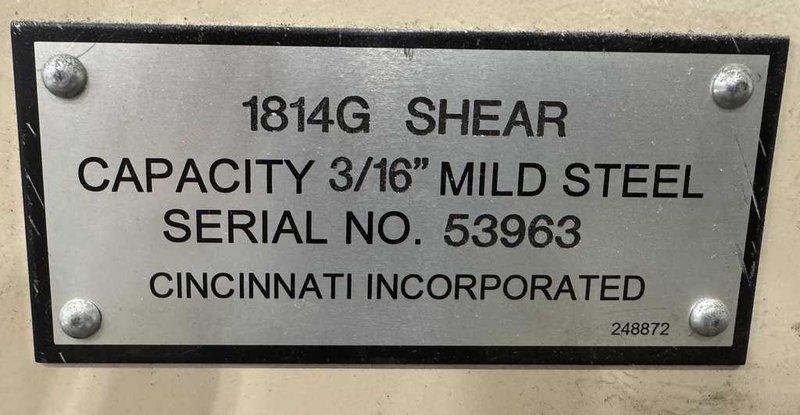 1814G SHEAR
CAPACITY 3/16" MILD STEEL
SERIAL NO. 53963
CINCINNATI INCORPORATED
248872